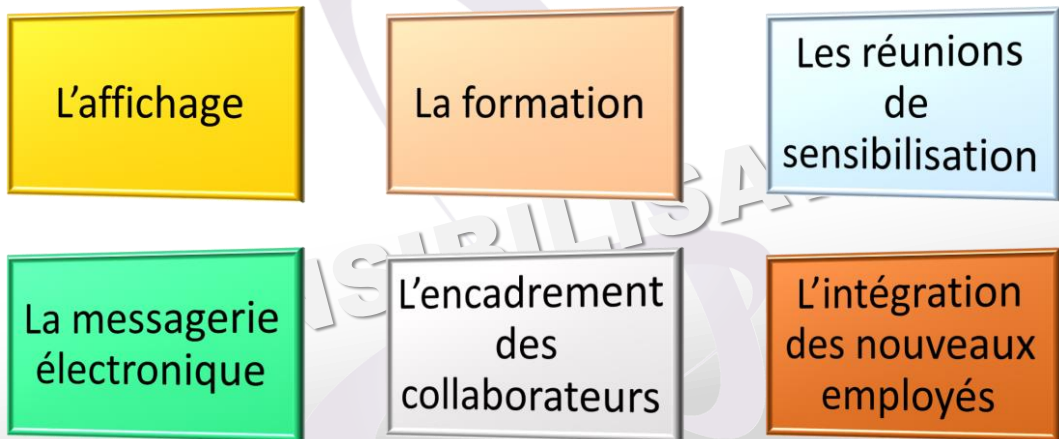 L'affichage
La formation
Les réunions
de
sensibilisation
La messagerie
électronique
L'encadrement
des
collaborateurs
L'intégration
des nouveaux
employés